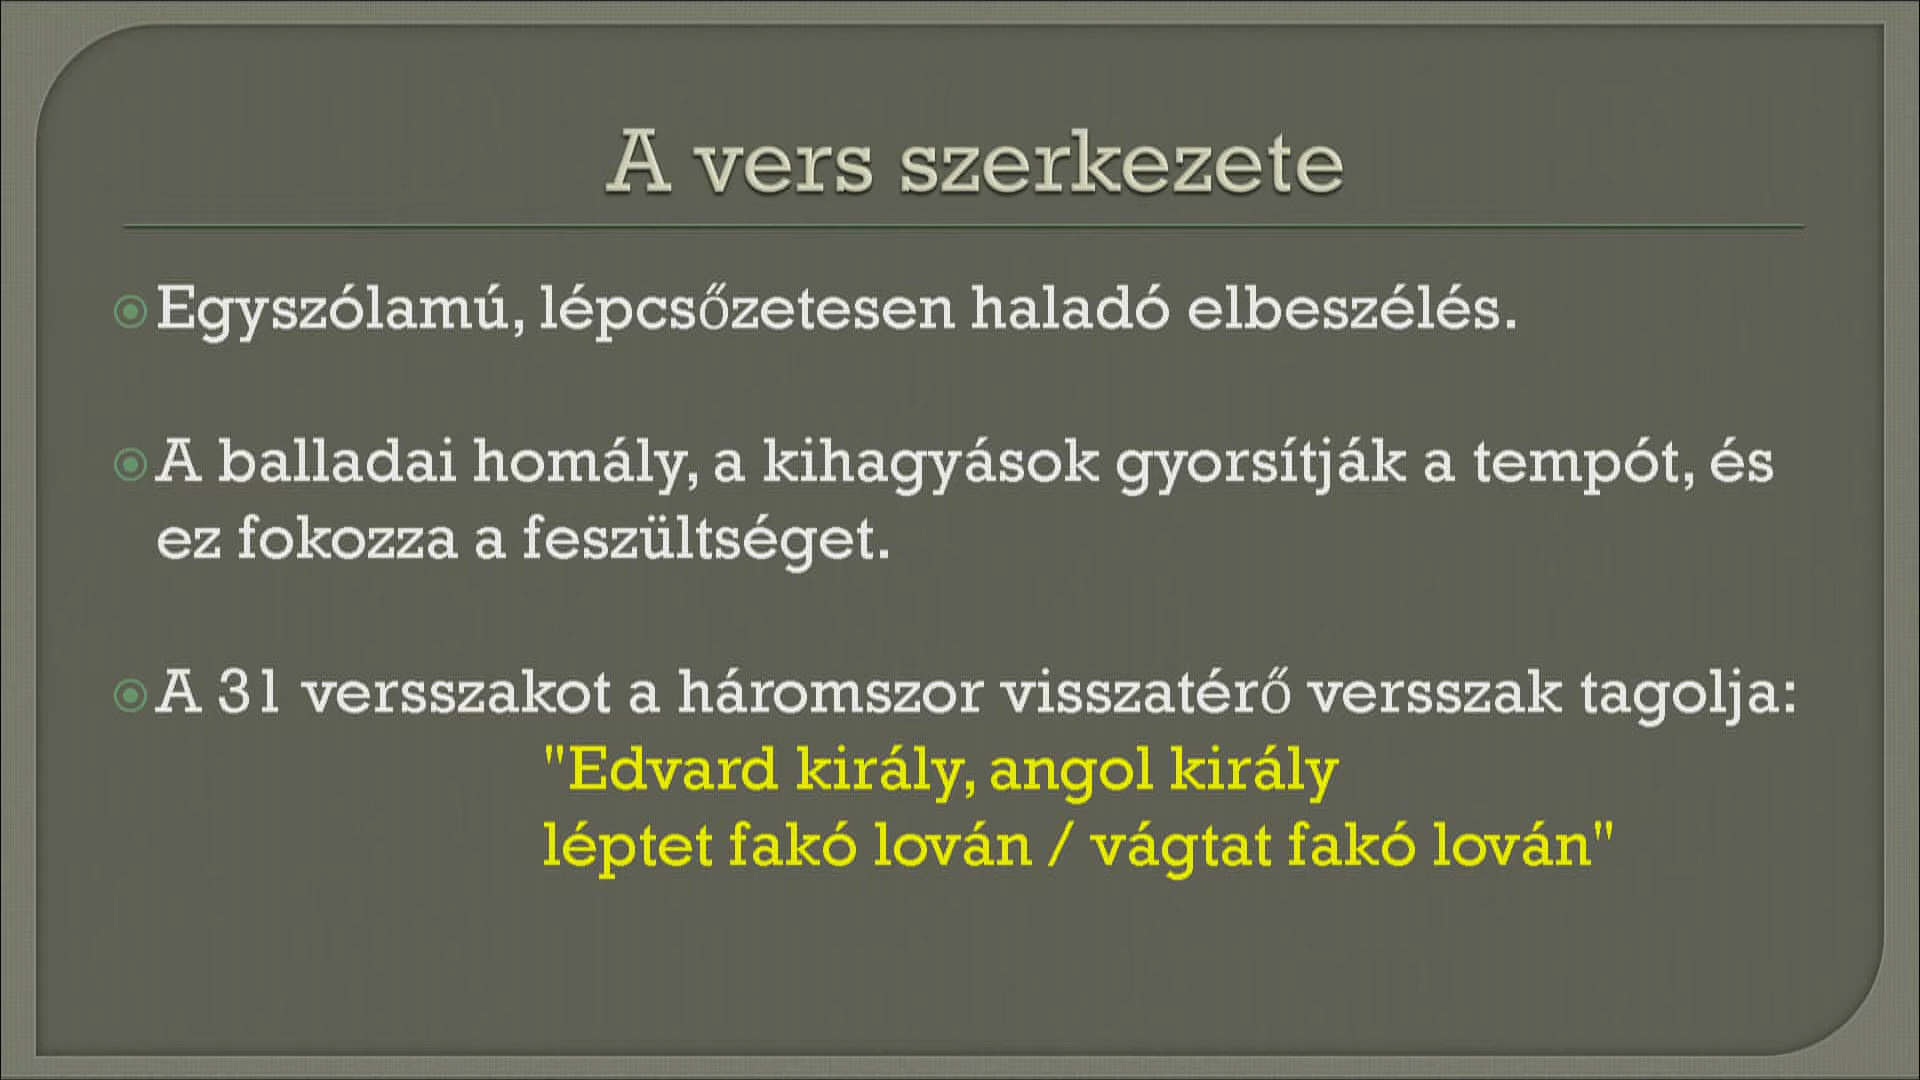 A vers szerkezete
Egyszólamú, lépcsőzetesen haladó elbeszélés.
A balladai homály, a kihagyások gyorsítják a tempót, és
ez fokozza a feszültséget.
A 31 versszakot a háromszor visszatérő versszak tagolja:
"Edvard király, angol király
léptet fakó lován / vágtat fakó lován"